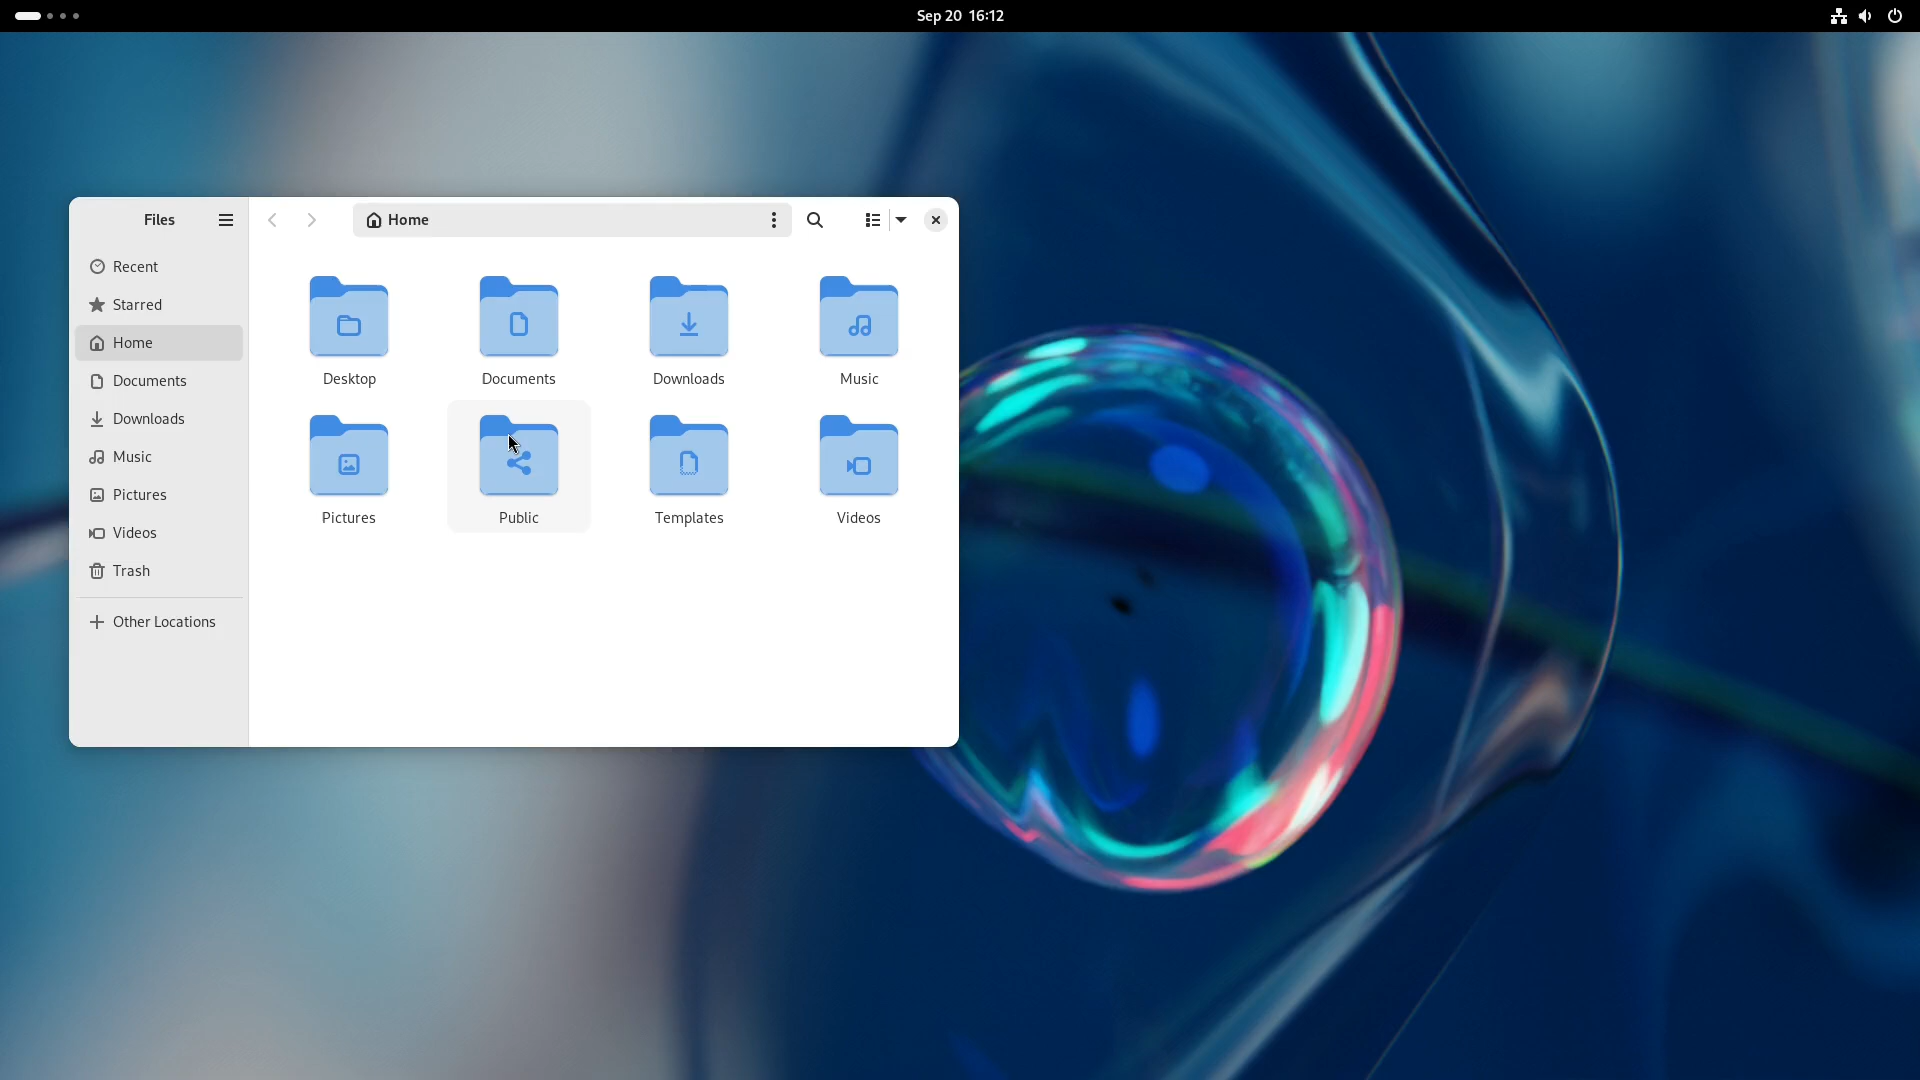 Sep 20 16:12
Files
Home
Recent
Starred
Home
Documents
Downloads
Music
Pictures
Videos
Trash
Other Locations
Desktop
Documents
Downloads
Music
Pictures
Public
Templates
Videos